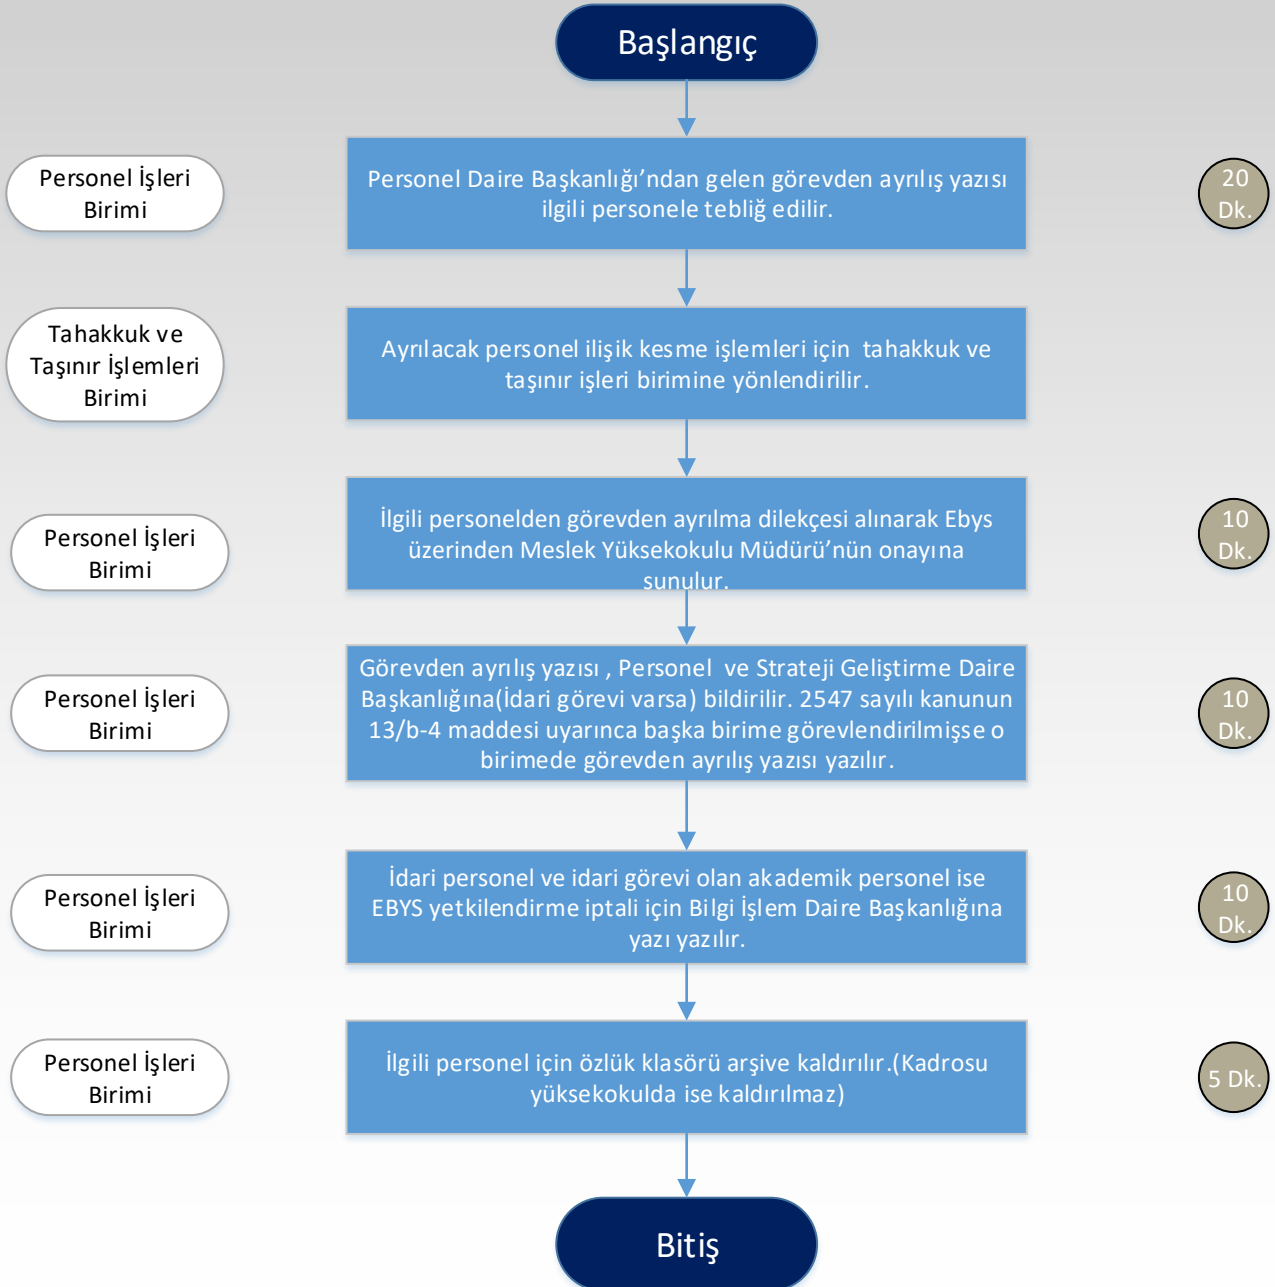 Başlangıç
Personel İşleri
Birimi
Personel Daire Başkanlığı’ndan gelen görevden ayrılış yazısı
ilgili personele tebliğ edilir.
20
Dk.
Tahakkuk ve
Taşınır İşlemleri
Birimi
Ayrılacak personel ilişik kesme işlemleri için tahakkuk ve
taşınır işleri birimine yönlendirilir.
Personel İşleri
Birimi
İlgili personelden görevden ayrılma dilekçesi alınarak Ebys
üzerinden Meslek Yüksekokulu Müdürü’nün onayına
sunulur.
10
Dk.
Personel İşleri
Birimi
Görevden ayrılış yazısı , Personel ve Strateji Geliştirme Daire
Başkanlığına(İdari görevi varsa) bildirilir. 2547 sayılı kanunun
13/b-4 maddesi uyarınca başka birime görevlendirilmişse o
birimede görevden ayrılış yazısı yazılır.
10
Dk.
Personel İşleri
Birimi
İdari personel ve idari görevi olan akademik personel ise
EBYS yetkilendirme iptali için Bilgi İşlem Daire Başkanlığına
yazı yazılır.
10
Dk.
Personel İşleri
Birimi
İlgili personel için özlük klasörü arşive kaldırılır.(Kadrosu
yüksekokulda ise kaldırılmaz)
5 Dk.
Bitiş